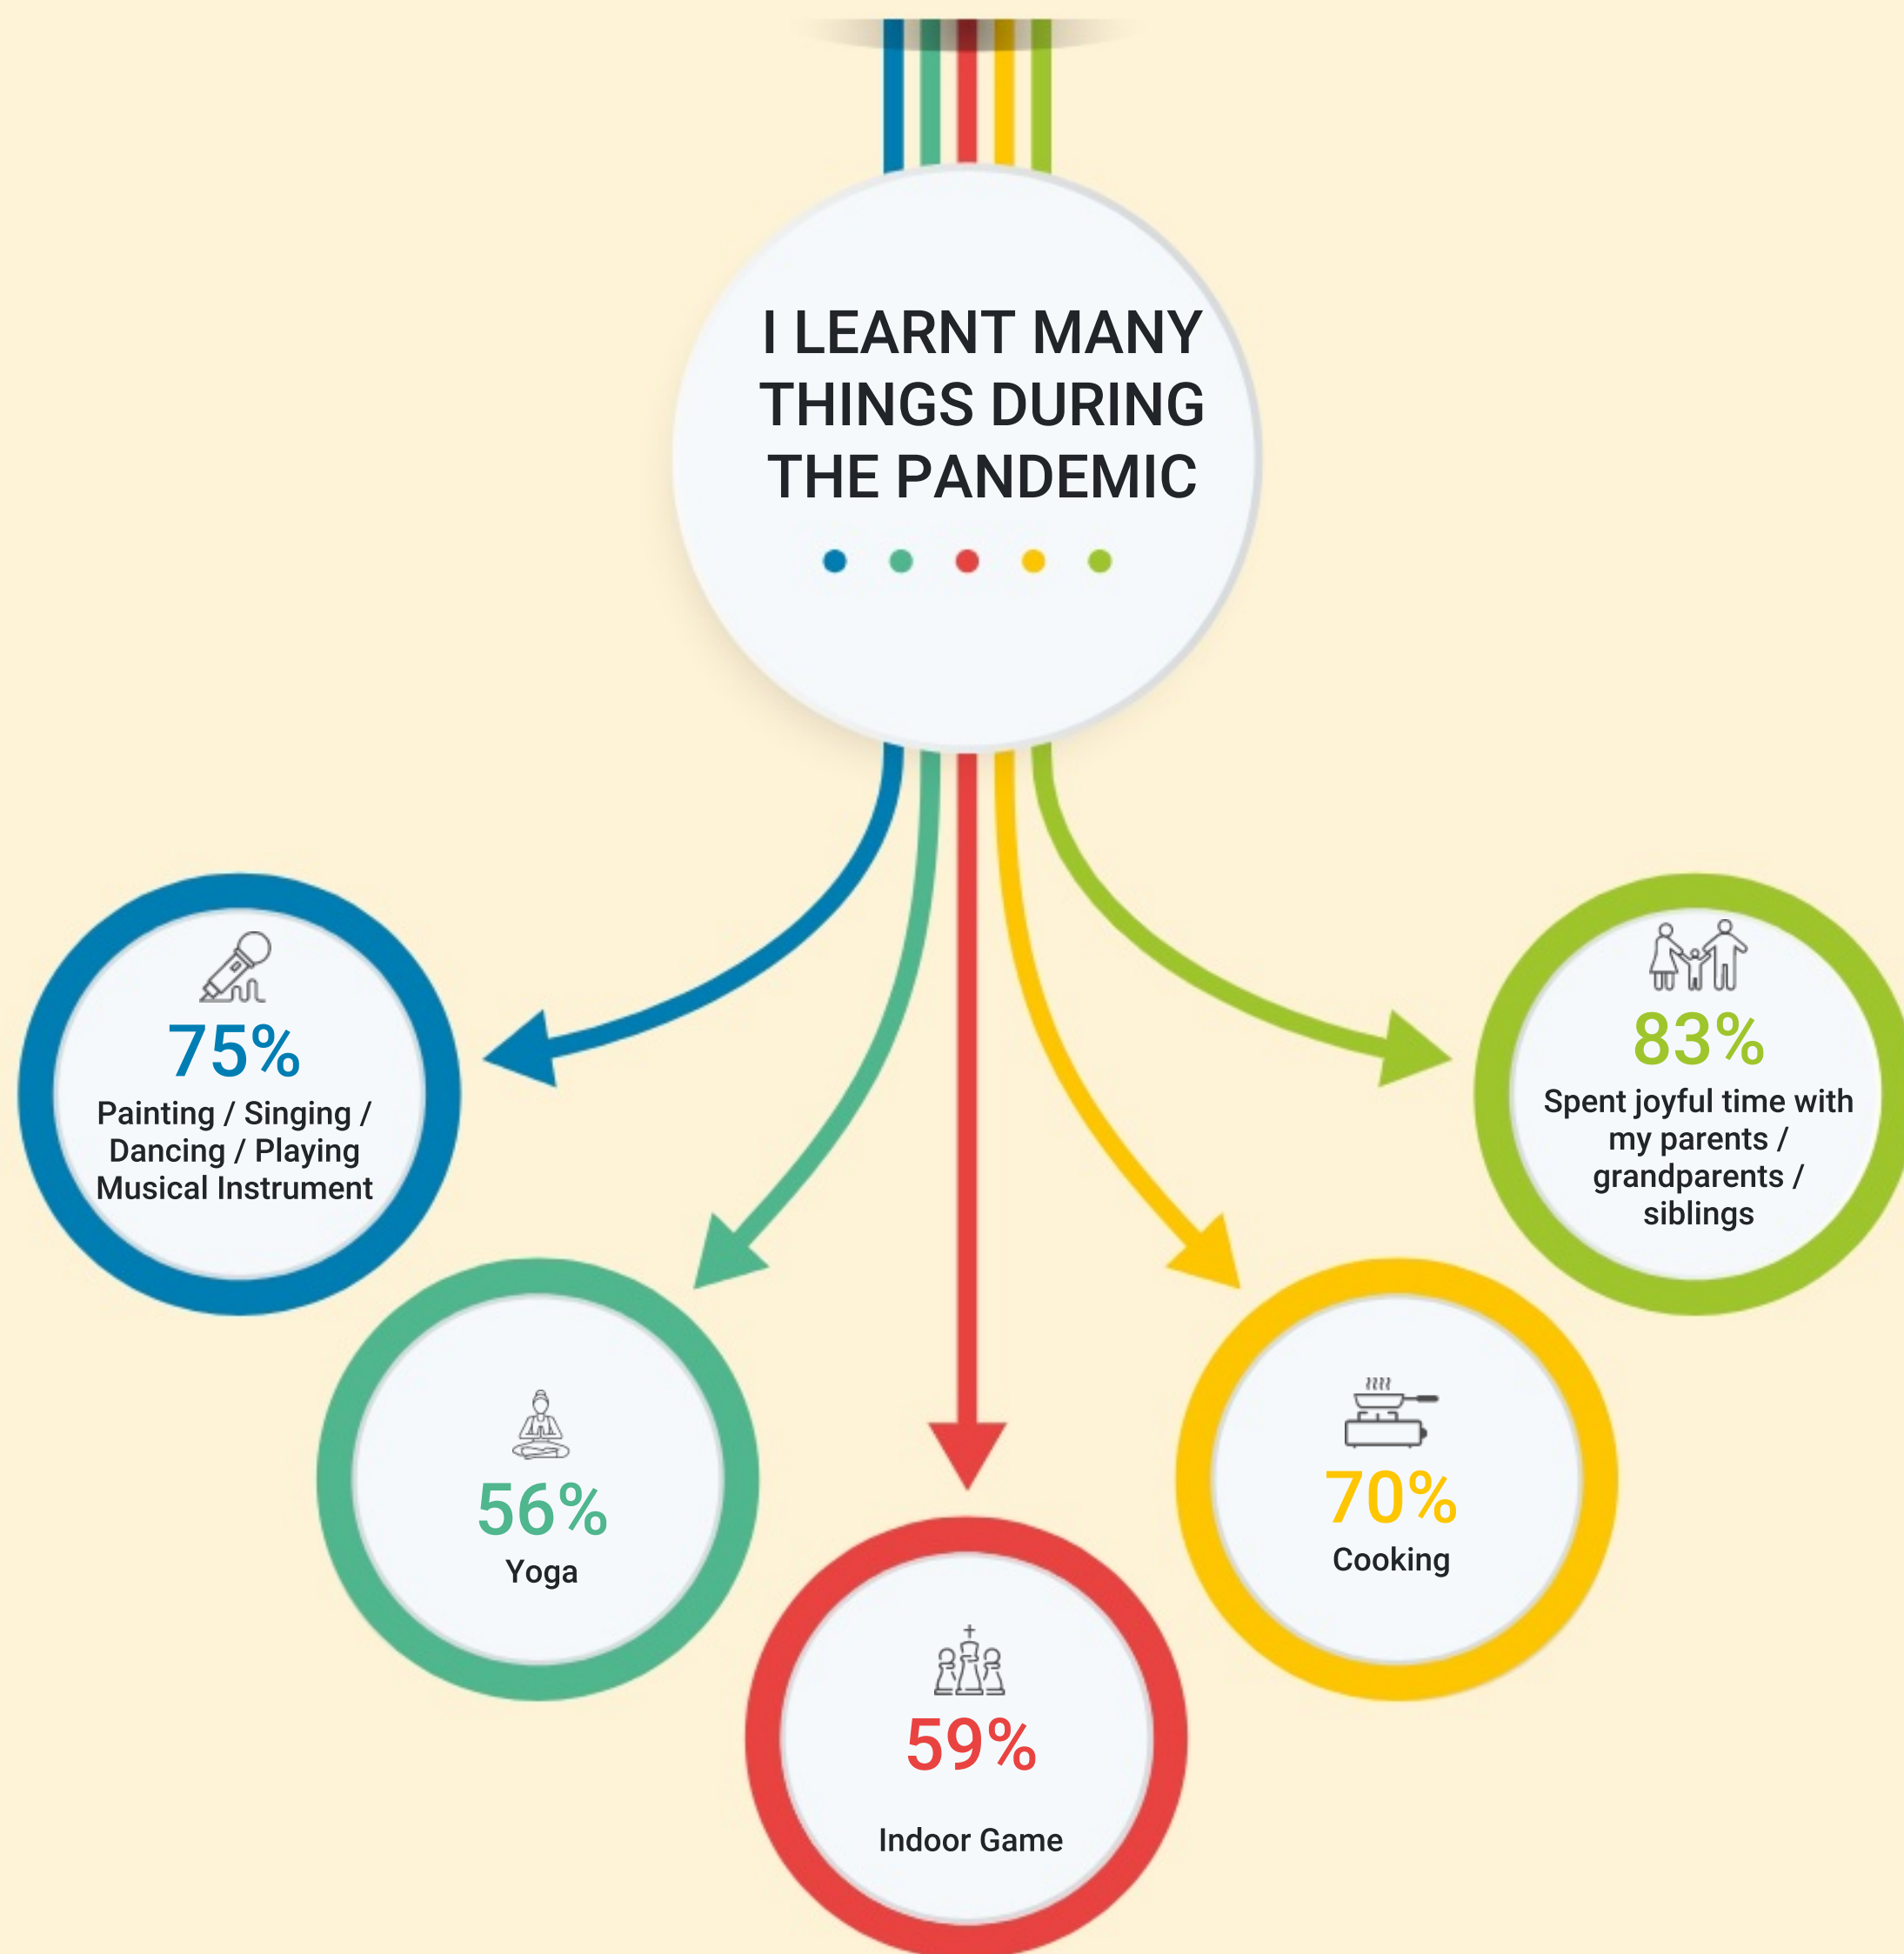 I LEARNT MANY
THINGS DURING
THE PANDEMIC
75%
Painting / Singing /
Dancing / Playing
Musical Instrument
56%
Yoga
59%
Indoor Game
70%
Cooking
83%
Spent joyful time with
my parents /
grandparents /
siblings